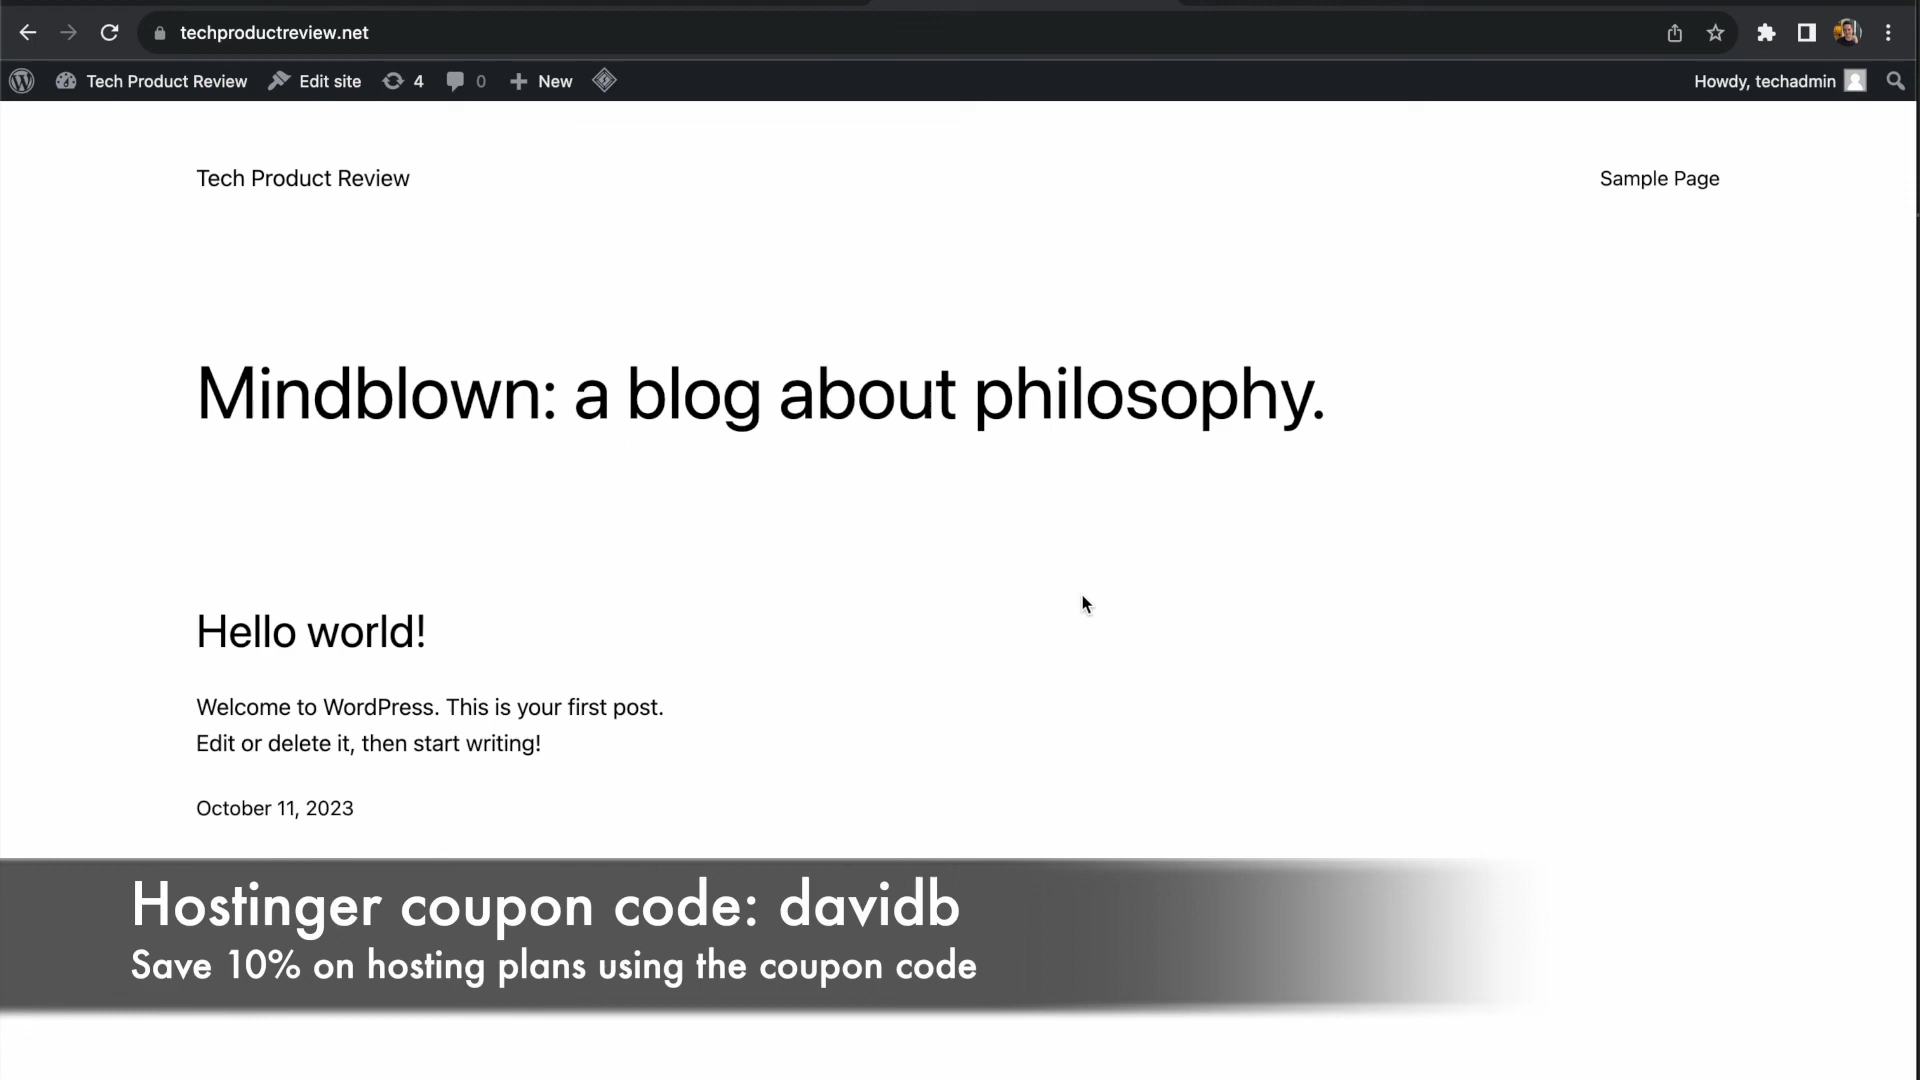 techproductreview.net
Tech Product Review Edit site 4 0 New Howdy, techadmin
Tech Product Review Sample Page
Mindblown: a blog about philosophy.
Hello world!
Welcome to WordPress. This is your first post.
Edit or delete it, then start writing!
October 11, 2023
Hostinger coupon code: davidb
Save 10% on hosting plans using the coupon code